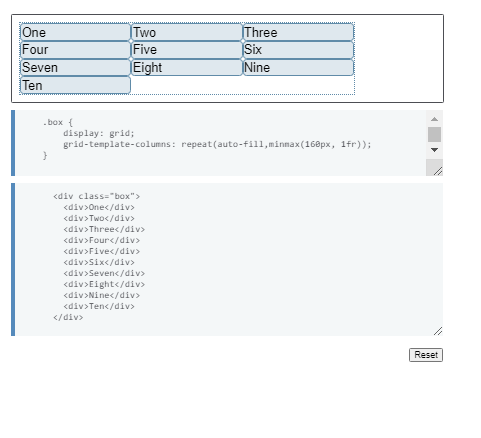 One Two Three
Four Five Six
Seven Eight Nine
Ten
.box {
display: grid;
grid-template-columns: repeat(auto-fill,minmax(160px, 1fr));
}
<div class="box">
<div>One</div>
<div>Two</div>
<div>Three</div>
<div>Four</div>
<div>Five</div>
<div>Six</div>
<div>Seven</div>
<div>Eight</div>
<div>Nine</div>
<div>Ten</div>
</div>
Reset